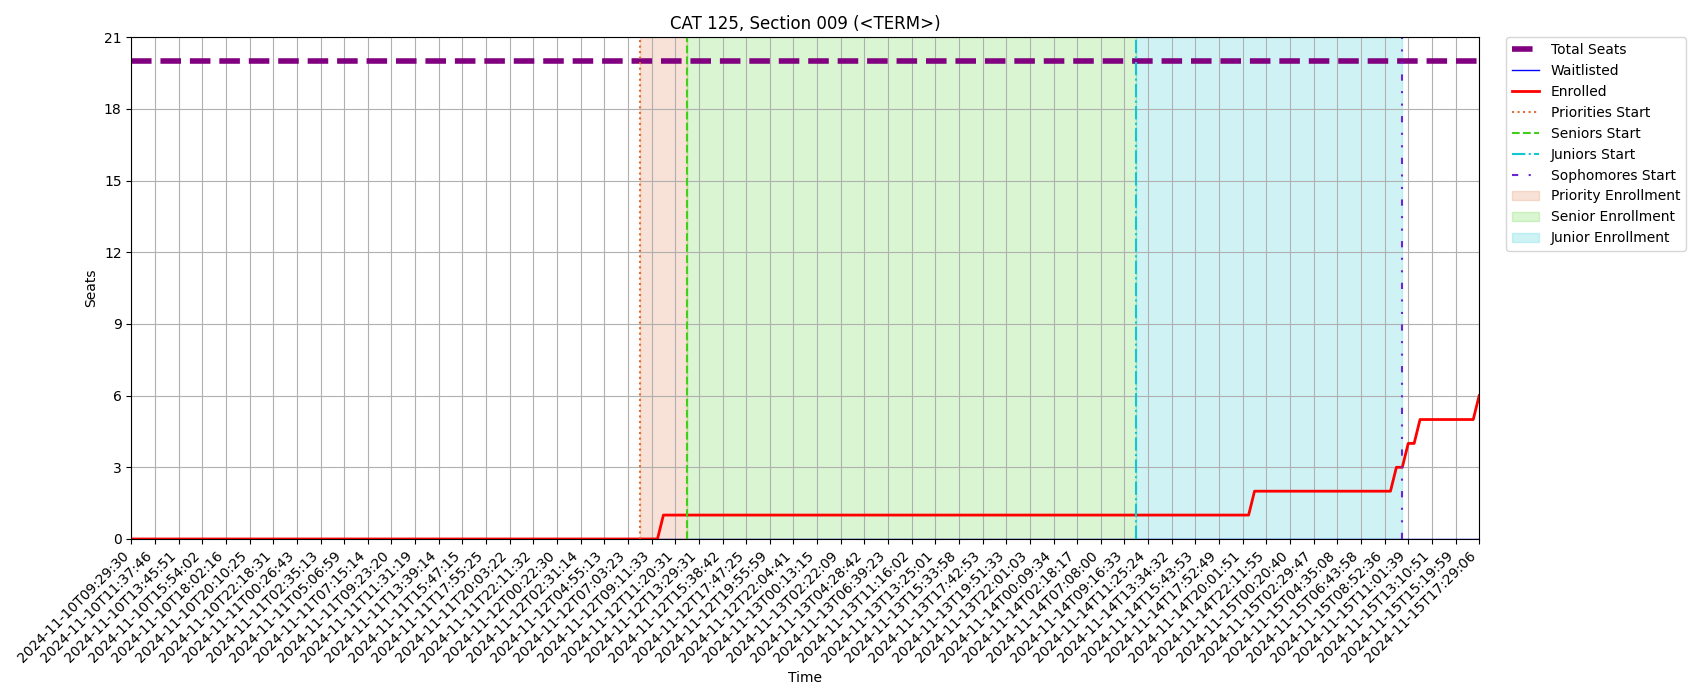 CAT 125, Section 009 (<TERM>)
21
18
15
12
9
6
3
0
Seats
Total Seats
Waitlisted
Enrolled
Priorities Start
Seniors Start
Juniors Start
Sophomores Start
Priority Enrollment
Senior Enrollment
Junior Enrollment
2024-11-10T09:29:30
2024-11-10T11:37:46
2024-11-10T13:45:51
2024-11-10T15:54:02
2024-11-10T18:02:16
2024-11-10T20:10:25
2024-11-10T22:18:31
2024-11-11T00:26:43
2024-11-11T02:35:13
2024-11-11T05:06:59
2024-11-11T07:15:14
2024-11-11T09:23:20
2024-11-11T11:31:19
2024-11-11T13:39:14
2024-11-11T15:47:15
2024-11-11T17:55:25
2024-11-11T20:03:22
2024-11-11T22:11:32
2024-11-12T00:22:30
2024-11-12T02:31:14
2024-11-12T04:55:13
2024-11-12T07:03:23
2024-11-12T09:11:33
2024-11-12T11:20:31
2024-11-12T13:29:37
2024-11-12T15:38:42
2024-11-12T17:47:25
2024-11-12T19:55:59
2024-11-12T22:04:41
2024-11-13T00:13:15
2024-11-13T02:22:09
2024-11-13T04:28:42
2024-11-13T06:39:23
2024-11-13T11:16:02
2024-11-13T13:25:01
2024-11-13T15:33:58
2024-11-13T17:42:53
2024-11-13T19:51:33
2024-11-13T22:01:03
2024-11-14T00:09:34
2024-11-14T02:18:17
2024-11-14T07:08:00
2024-11-14T09:16:33
2024-11-14T11:25:24
2024-11-14T13:34:32
2024-11-14T15:43:53
2024-11-14T17:52:49
2024-11-14T20:01:51
2024-11-14T22:11:55
2024-11-15T00:20:40
2024-11-15T02:29:47
2024-11-15T04:35:08
2024-11-15T06:43:58
2024-11-15T08:52:36
2024-11-15T11:01:39
2024-11-15T13:10:51
2024-11-15T15:19:59
2024-11-15T17:29:06
Time